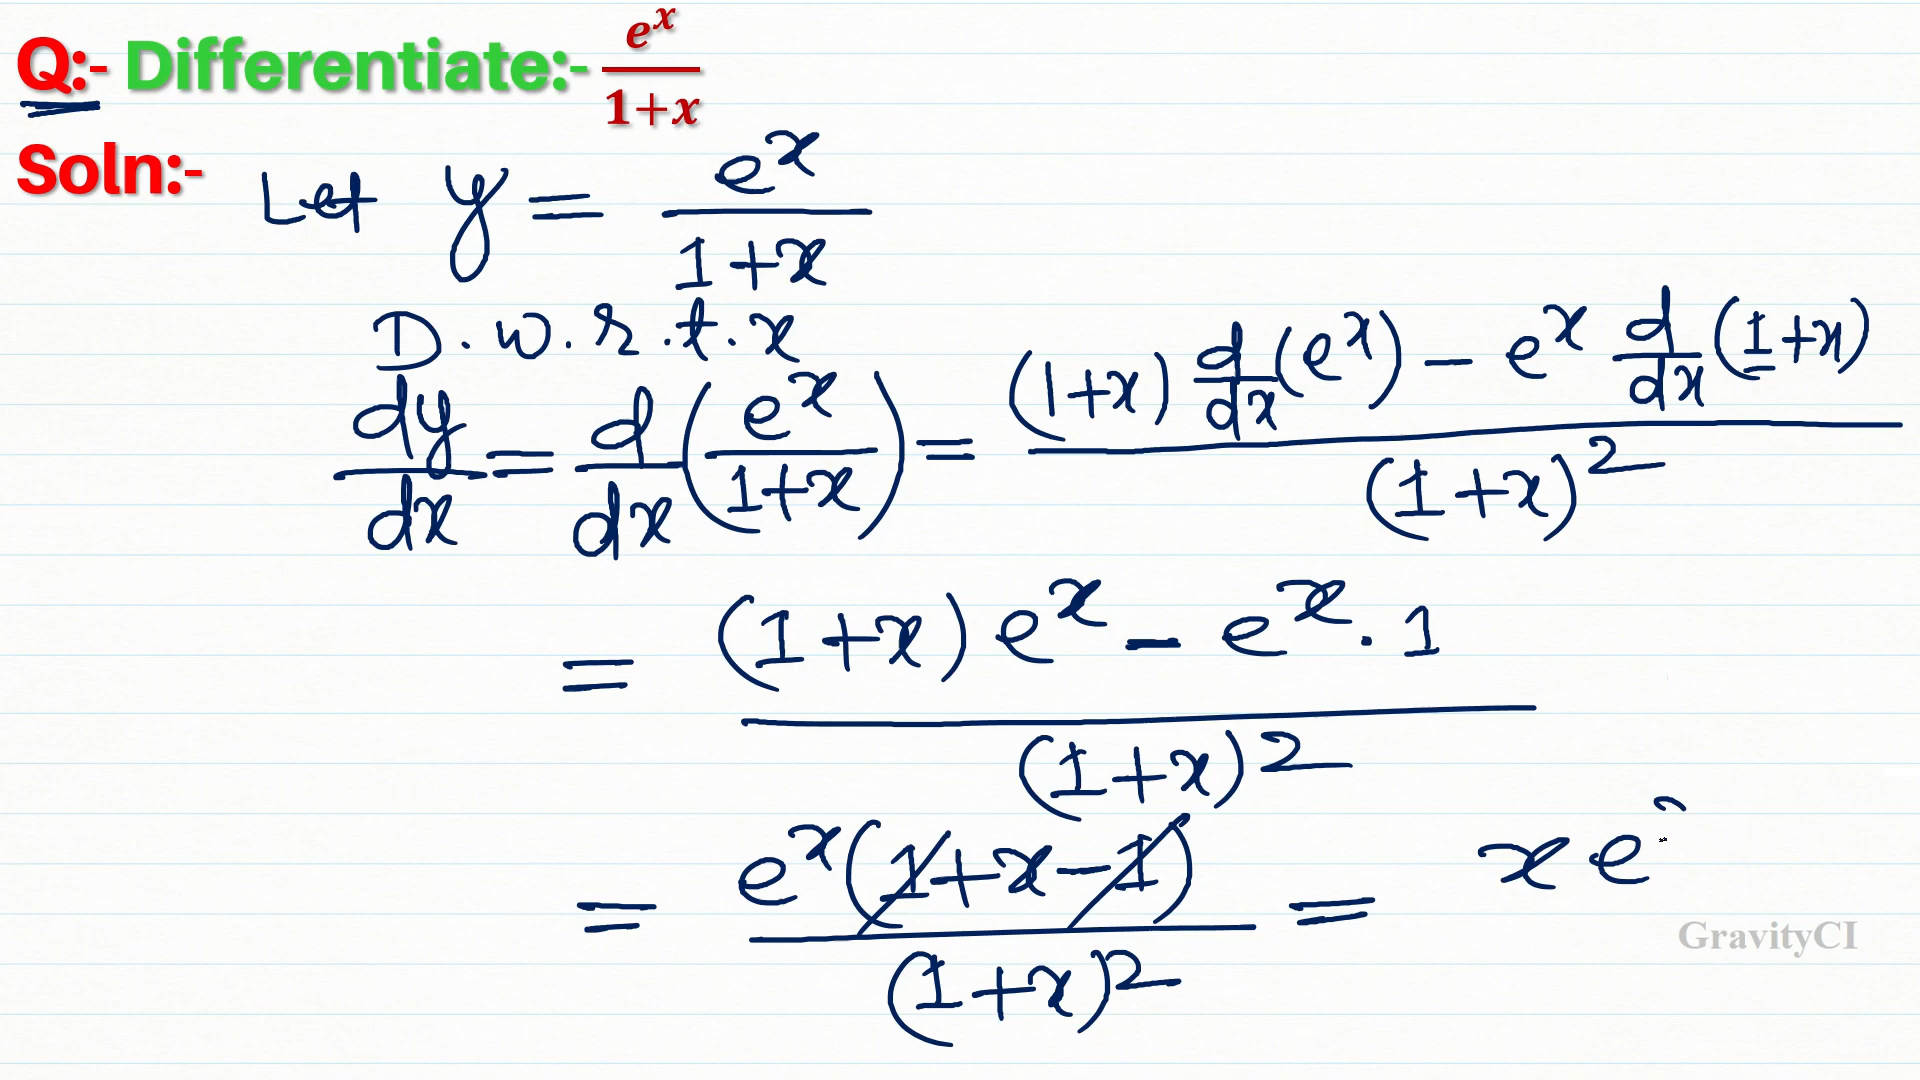 Q:- Differentiate:- e^x/(1+x)
Soln:- Let y = e^x/(1+x)
D.w.r.t.x
dy/dx = d/dx (e^x/(1+x)) = ((1+x) d/dx (e^x) - e^x d/dx (1+x))/(1+x)^2
= ((1+x) e^x - e^x . 1)/(1+x)^2
= e^x (1+x-1)/(1+x)^2 = x e
GravityCI